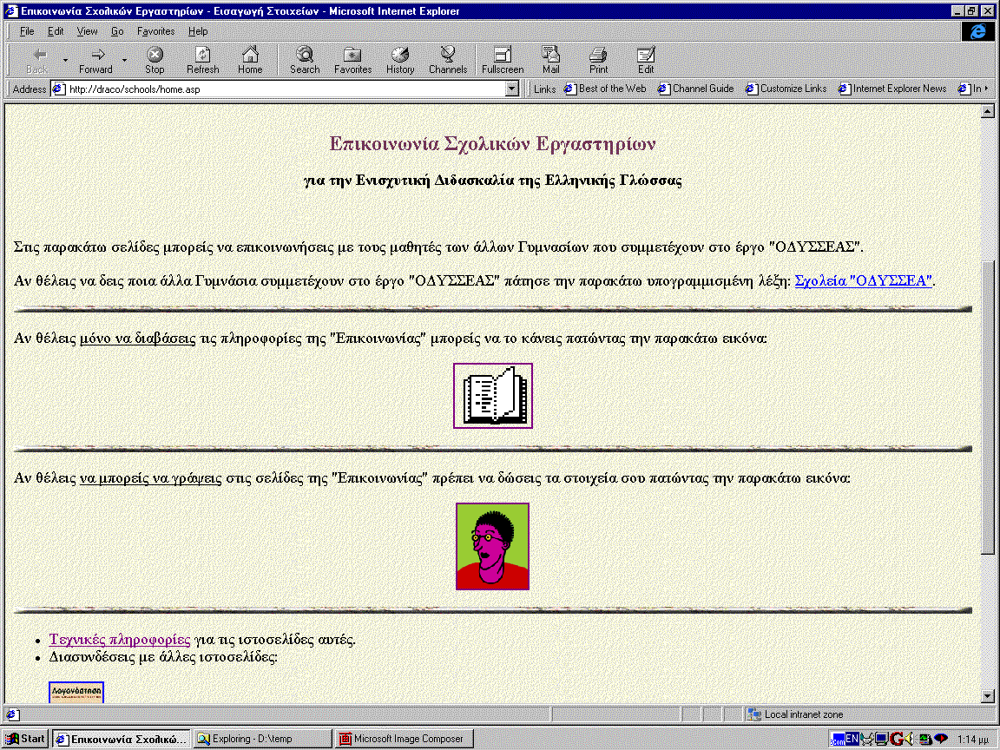 Επικοινωνία Σχολικών Εργαστηρίων - Εισαγωγή Στοιχείων - Microsoft Internet Explorer
File Edit View Go Favorites Help
Back Forward Stop Refresh Home Search Favorites History Channels Fullscreen Mail Print Edit
Address http://draco/schools/home.asp Links Best of the Web Channel Guide Customize Links Internet Explorer News In
Επικοινωνία Σχολικών Εργαστηρίων
για την Ενισχυτική Διδασκαλία της Ελληνικής Γλώσσας
Στις παρακάτω σελίδες μπορείς να επικοινωνήσεις με τους μαθητές των άλλων Γυμνασίων που συμμετέχουν στο έργο "ΟΔΥΣΣΕΑΣ".
Αν θέλεις να δεις ποια άλλα Γυμνάσια συμμετέχουν στο έργο "ΟΔΥΣΣΕΑΣ" πάτησε την παρακάτω υπογραμμισμένη λέξη: Σχολεία "ΟΔΥΣΣΕΑ".
Αν θέλεις μόνο να διαβάσεις τις πληροφορίες της "Επικοινωνίας" μπορείς να το κάνεις πατώντας την παρακάτω εικόνα:
Αν θέλεις να μπορείς να γράψεις στις σελίδες της "Επικοινωνίας" πρέπει να δώσεις τα στοιχεία σου πατώντας την παρακάτω εικόνα:
Τεχνικές πληροφορίες για τις ιστοσελίδες αυτές.
Διασυνδέσεις με άλλες ιστοσελίδες:
Local intranet zone
Start Επικοινωνία Σχολικώ... Exploring - D:\temp Microsoft Image Composer EN 1:14 μμ